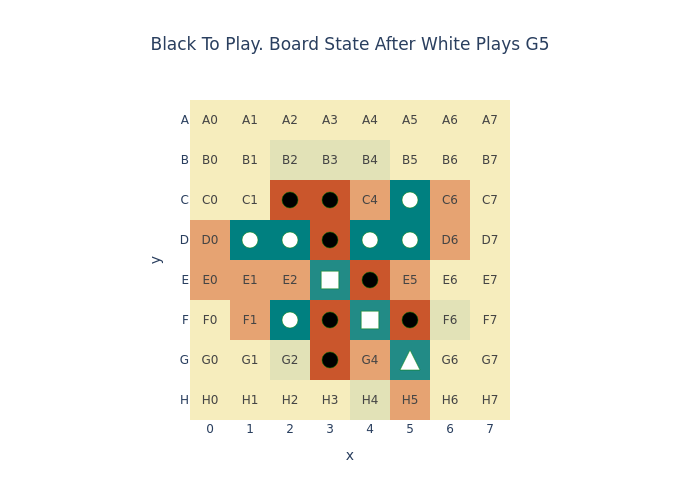 Black To Play. Board State After White Plays G5
A A0 A1 A2 A3 A4 A5 A6 A7
B B0 B1 B2 B3 B4 B5 B6 B7
C C0 C1 C4 C6 C7
D D0 D6 D7
E E0 E1 E2 E5 E6 E7
F F0 F1 F6 F7
G G0 G1 G2 G4 G6 G7
H H0 H1 H2 H3 H4 H5 H6 H7
0 1 2 3 4 5 6 7
x
y